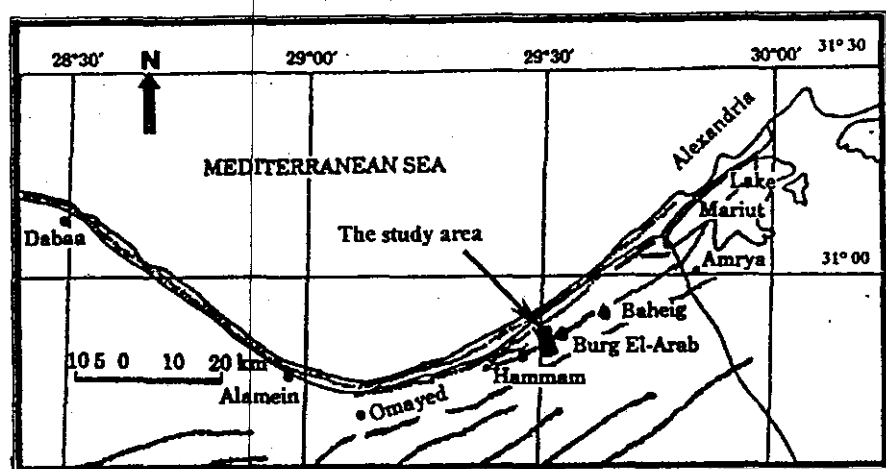 28°30′ 29°00′ 29°30′ 30°00′ 31° 30
N
Alexandria
MEDITERRANEAN SEA
Lake
Mariut
Dabaa
The study area
Amrya
31° 00
Baheig
Burg El-Arab
10 5 0 10 20 km
Hammam
Alamein
Omayed